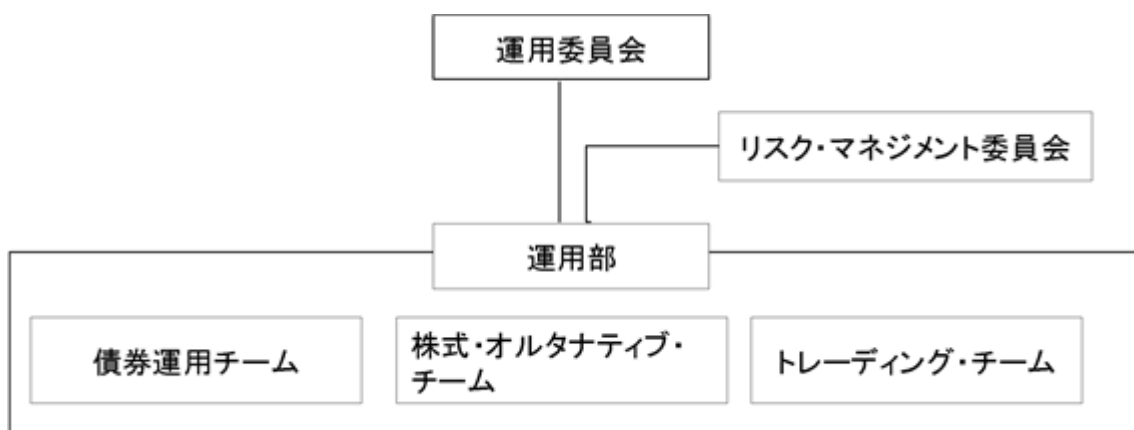 運用委員会
リスク・マネジメント委員会
運用部
債券運用チーム
株式・オルタナティブ・
チーム
トレーディング・チーム